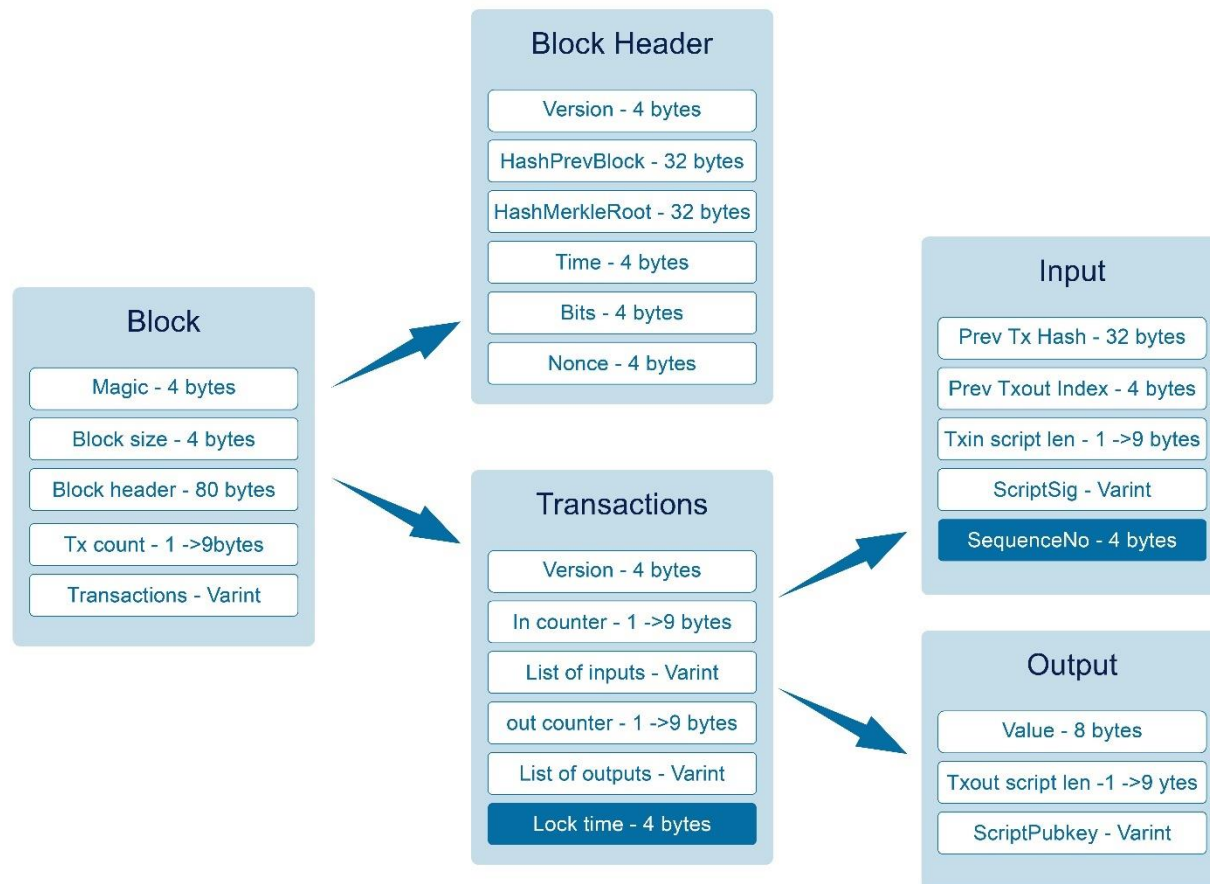 Block Header
Version - 4 bytes
HashPrevBlock - 32 bytes
HashMerkleRoot - 32 bytes
Time - 4 bytes
Bits - 4 bytes
Nonce - 4 bytes
Block
Magic - 4 bytes
Block size - 4 bytes
Block header - 80 bytes
Tx count - 1 ->9bytes
Transactions - Varint
Transactions
Version - 4 bytes
In counter - 1 ->9 bytes
List of inputs - Varint
out counter - 1 ->9 bytes
List of outputs - Varint
Lock time - 4 bytes
Input
Prev Tx Hash - 32 bytes
Prev Txout Index - 4 bytes
Txin script len - 1 ->9 bytes
ScriptSig - Varint
SequenceNo - 4 bytes
Output
Value - 8 bytes
Txout script len -1 ->9 ytes
ScriptPubkey - Varint